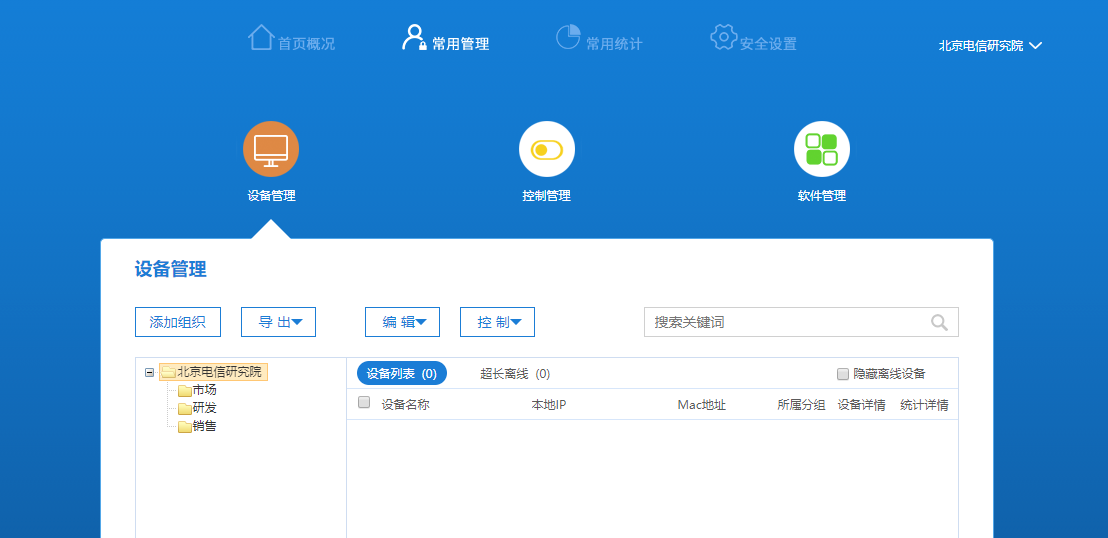 首页概况 常用管理 常用统计 安全设置 北京电信研究院
设备管理 控制管理 软件管理
设备管理
添加组织 导 出 编 辑 控 制 搜索关键词
北京电信研究院
市场
研发
销售
设备列表 (0) 超长离线 (0) 隐藏离线设备
设备名称 本地IP Mac地址 所属分组 设备详情 统计详情